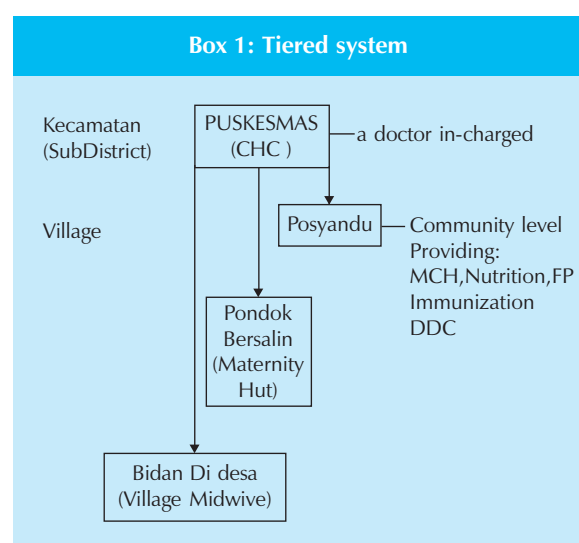 Box 1: Tiered system
Kecamatan
(SubDistrict)
PUSKESMAS
(CHC )
a doctor in-charged
Village
Posyandu
Community level
Providing:
MCH,Nutrition,FP
Immunization
DDC
Pondok
Bersalin
(Maternity
Hut)
Bidan Di desa
(Village Midwive)